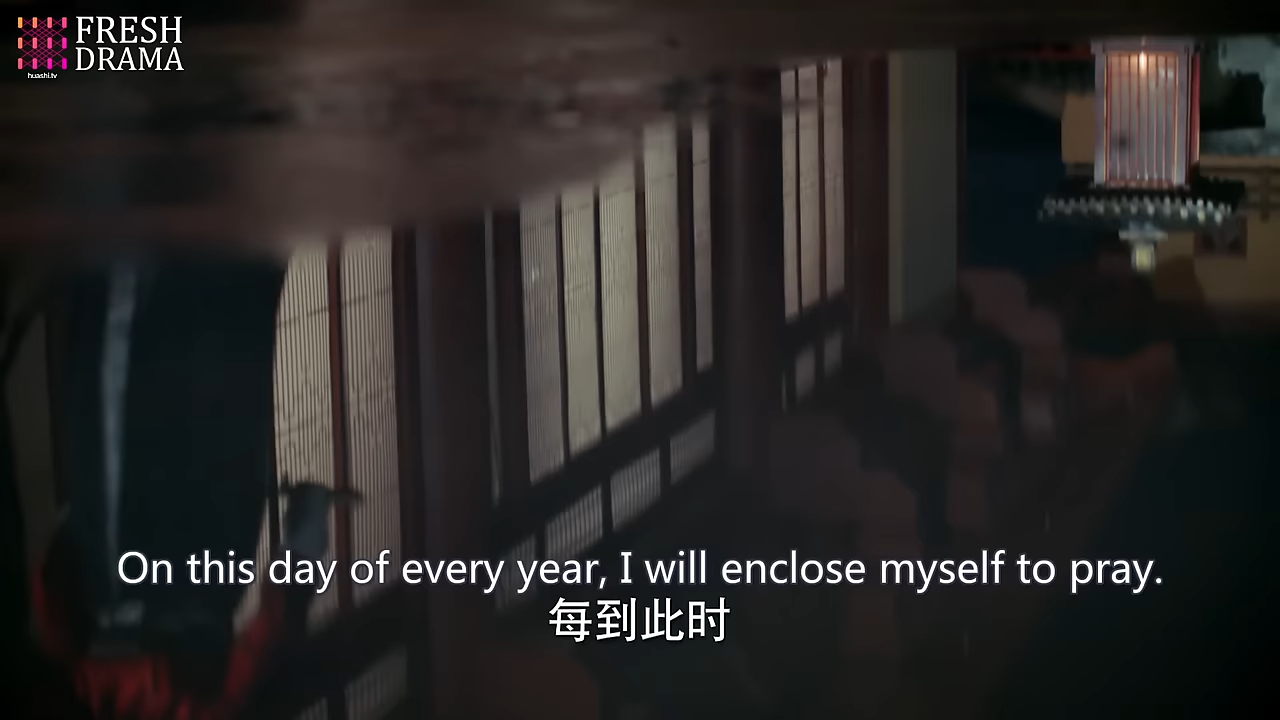 FRESH
DRAMA
huashi.tv
On this day of every year, I will enclose myself to pray.
每到此时